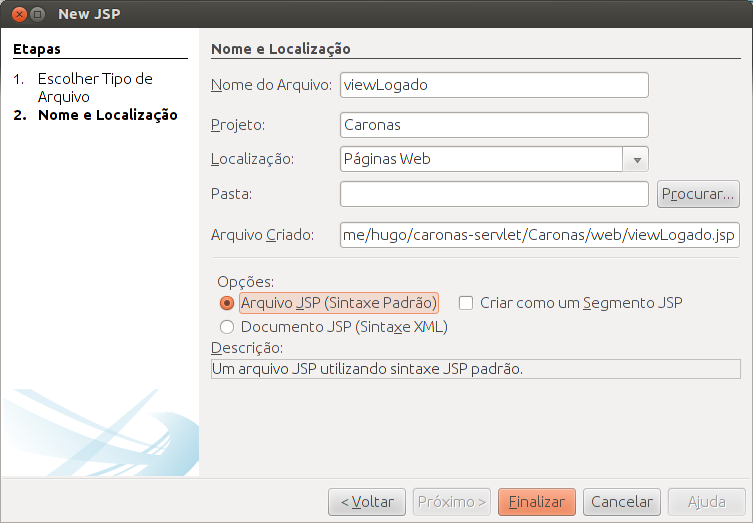 New JSP
Etapas
1. Escolher Tipo de
Arquivo
2. Nome e Localização
Nome e Localização
Nome do Arquivo: viewLogado
Projeto: Caronas
Localização: Páginas Web
Pasta: Procurar...
Arquivo Criado: me/hugo/caronas-servlet/Caronas/web/viewLogado.jsp
Opções:
Arquivo JSP (Sintaxe Padrão) Criar como um Segmento JSP
Documento JSP (Sintaxe XML)
Descrição:
Um arquivo JSP utilizando sintaxe JSP padrão.
< Voltar Próximo > Finalizar Cancelar Ajuda